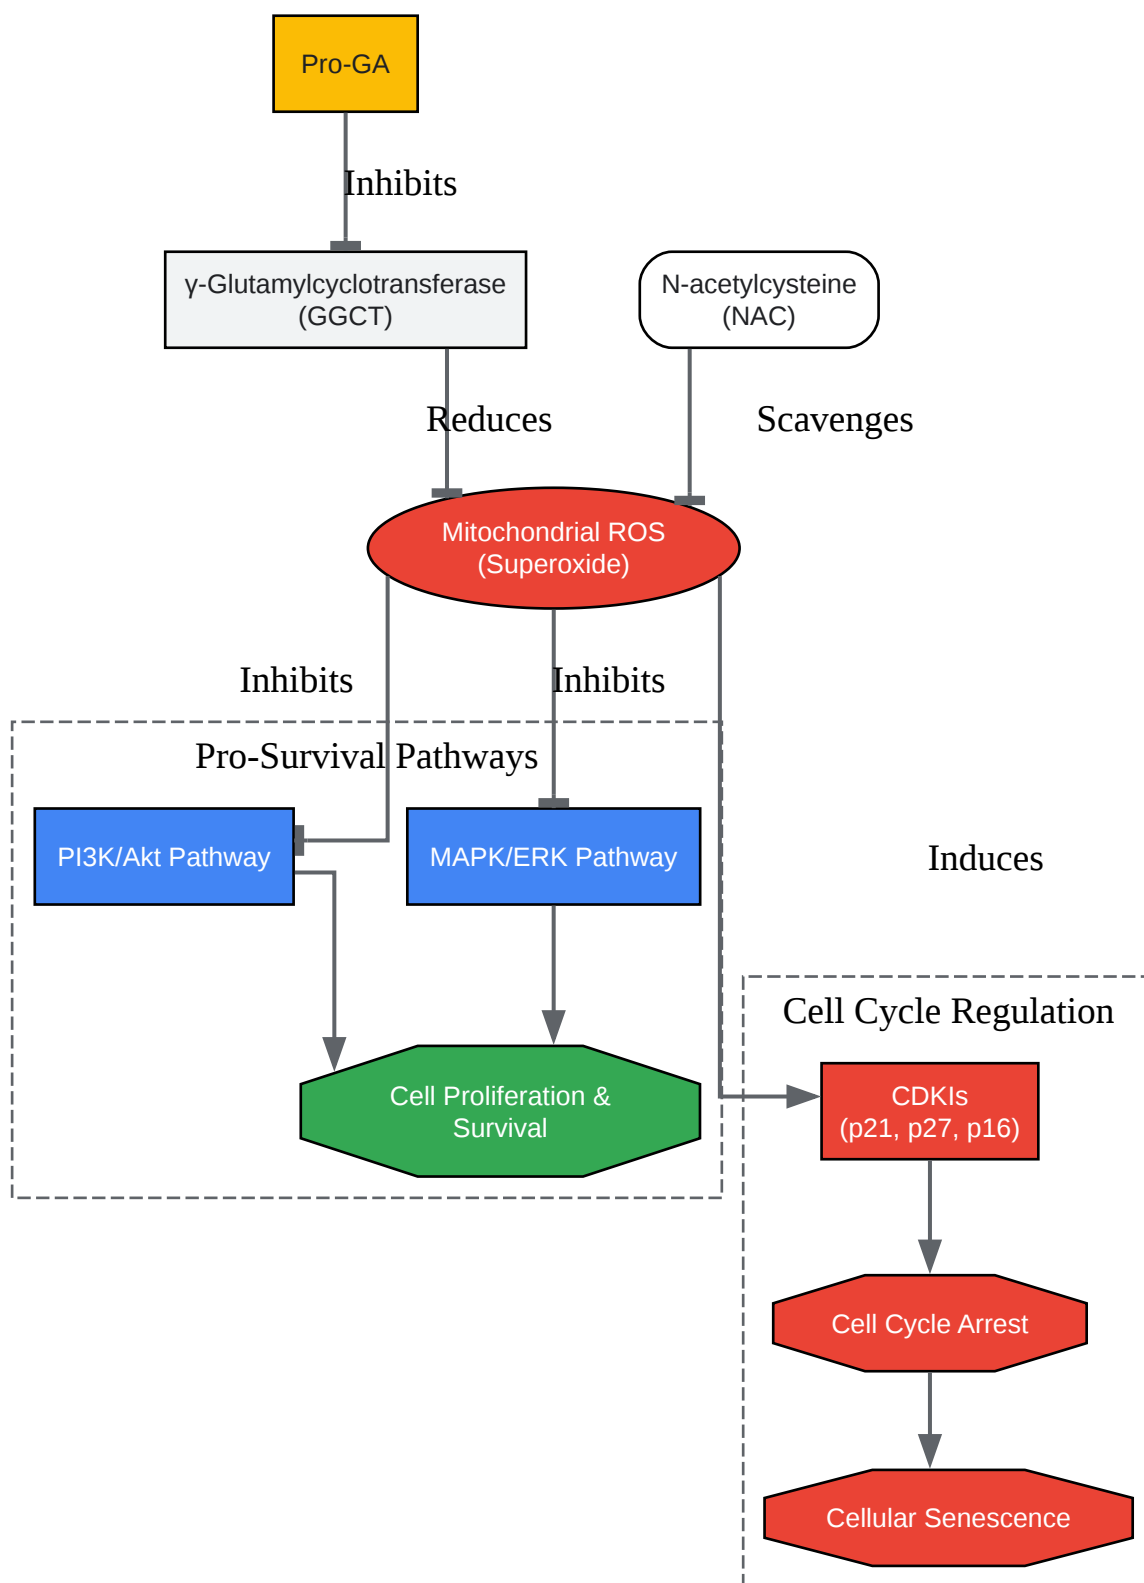 Pro-GA
Inhibits
γ-Glutamylcyclotransferase
(GGCT)
N-acetylcysteine
(NAC)
Reduces
Scavenges
Mitochondrial ROS
(Superoxide)
Inhibits
Inhibits
Pro-Survival Pathways
PI3K/Akt Pathway
MAPK/ERK Pathway
Induces
Cell Cycle Regulation
Cell Proliferation &
Survival
CDKIs
(p21, p27, p16)
Cell Cycle Arrest
Cellular Senescence